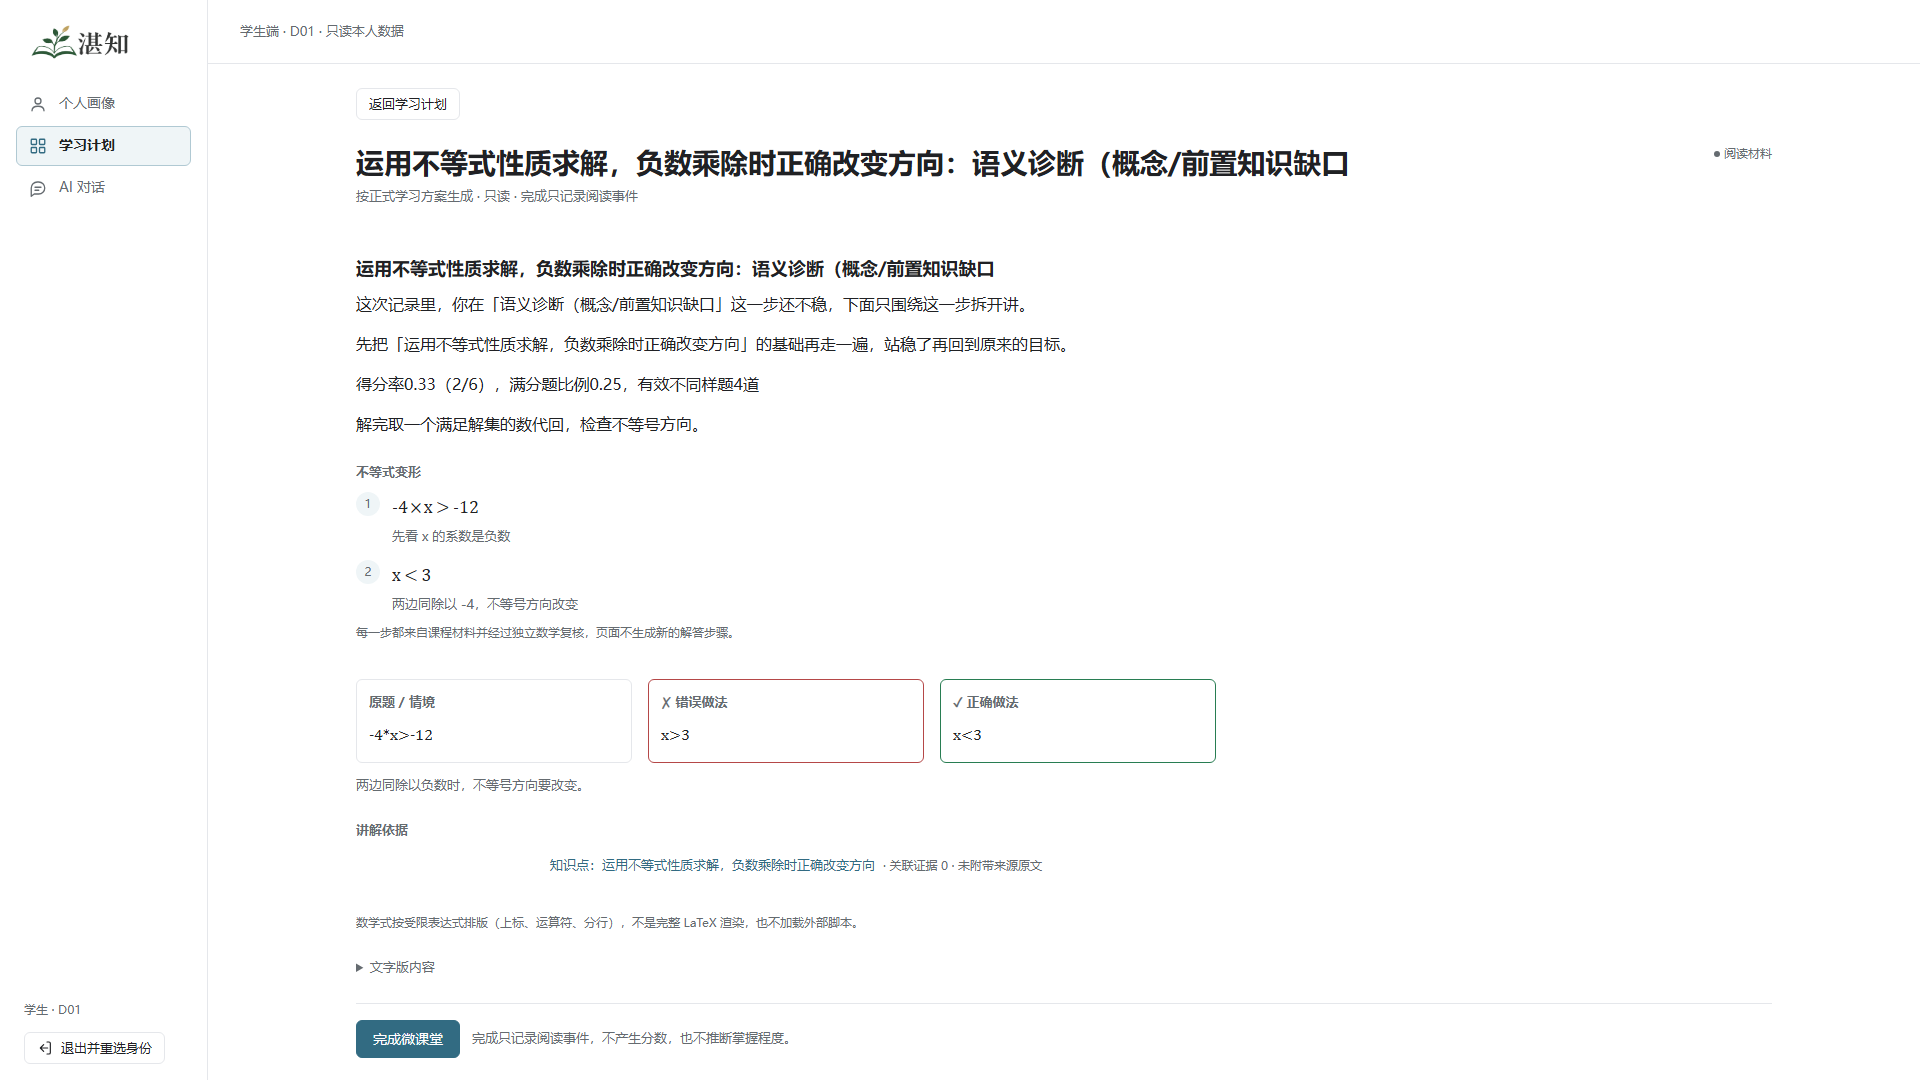 湛知
学生端 · D01 · 只读本人数据
个人画像
学习计划
AI 对话
返回学习计划
运用不等式性质求解，负数乘除时正确改变方向：语义诊断（概念/前置知识缺口
阅读材料
按正式学习方案生成 · 只读 · 完成只记录阅读事件
运用不等式性质求解，负数乘除时正确改变方向：语义诊断（概念/前置知识缺口
这次记录里，你在「语义诊断（概念/前置知识缺口」这一步还不稳，下面只围绕这一步拆开讲。
先把「运用不等式性质求解，负数乘除时正确改变方向」的基础再走一遍，站稳了再回到原来的目标。
得分率0.33（2/6），满分题比例0.25，有效不同样题4道
解完取一个满足解集的数代回，检查不等号方向。
不等式变形
1
-4×x > -12
先看 x 的系数是负数
2
x < 3
两边同除以 -4，不等号方向改变
每一步都来自课程材料并经过独立数学复核，页面不生成新的解答步骤。
原题 / 情境
-4*x>-12
✗ 错误做法
x>3
✓ 正确做法
x<3
两边同除以负数时，不等号方向要改变。
讲解依据
知识点：运用不等式性质求解，负数乘除时正确改变方向 · 关联证据 0 · 未附带来源原文
数学式按受限表达式排版（上标、运算符、分行），不是完整 LaTeX 渲染，也不加载外部脚本。
文字版内容
完成微课堂
完成只记录阅读事件，不产生分数，也不推断掌握程度。
学生 · D01
退出并重选身份